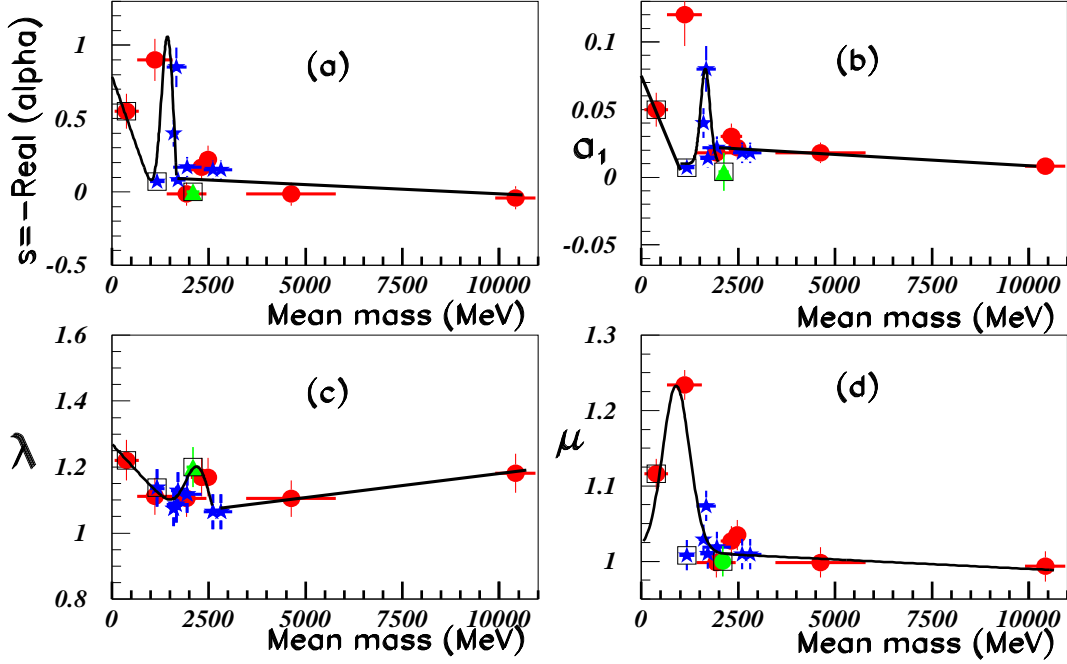 1
0.5
0
-0.5
s=-Real (alpha)
(a)
0 2500 5000 7500 10000
Mean mass (MeV)
0.1
0.05
0
-0.05
a1
(b)
0 2500 5000 7500 10000
Mean mass (MeV)
1.6
1.4
1.2
1
0.8
λ
(c)
0 2500 5000 7500 10000
Mean mass (MeV)
1.3
1.2
1.1
1
μ
(d)
0 2500 5000 7500 10000
Mean mass (MeV)